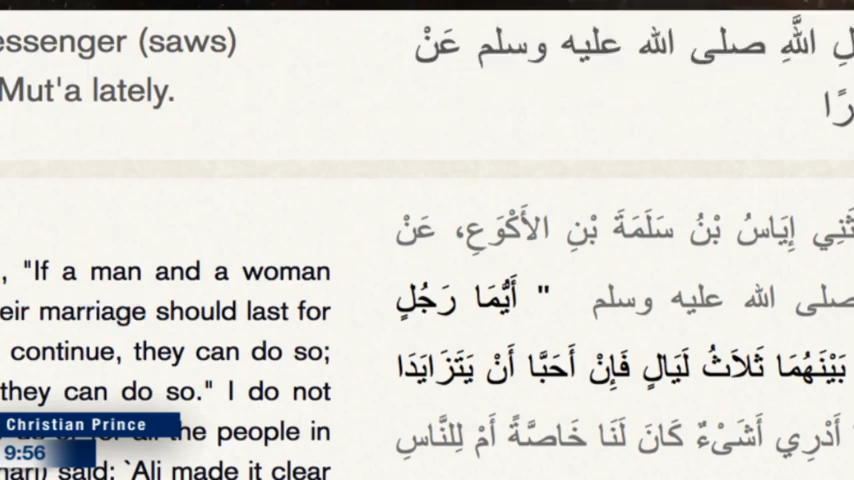 essenger (saws)
Mut'a lately.
لِ اللَّهِ صلى الله عليه وسلم عَنْ
رًا
, "If a man and a woman
eir marriage should last for
continue, they can do so;
they can do so." I do not
for all the people in
said: `Ali made it clear
ثَنِي إِيَاسُ بْنُ سَلَمَةَ بْنِ الأَكْوَعِ، عَنْ
صلى الله عليه وسلم " أَيُّمَا رَجُلٍ
بَيْنَهُمَا ثَلاَثُ لَيَالٍ فَإِنْ أَحَبَّا أَنْ يَتَزَايَدَا
أَدْرِي أَشَىْءٌ كَانَ لَنَا خَاصَّةً أَمْ لِلنَّاسِ
Christian Prince
9:56